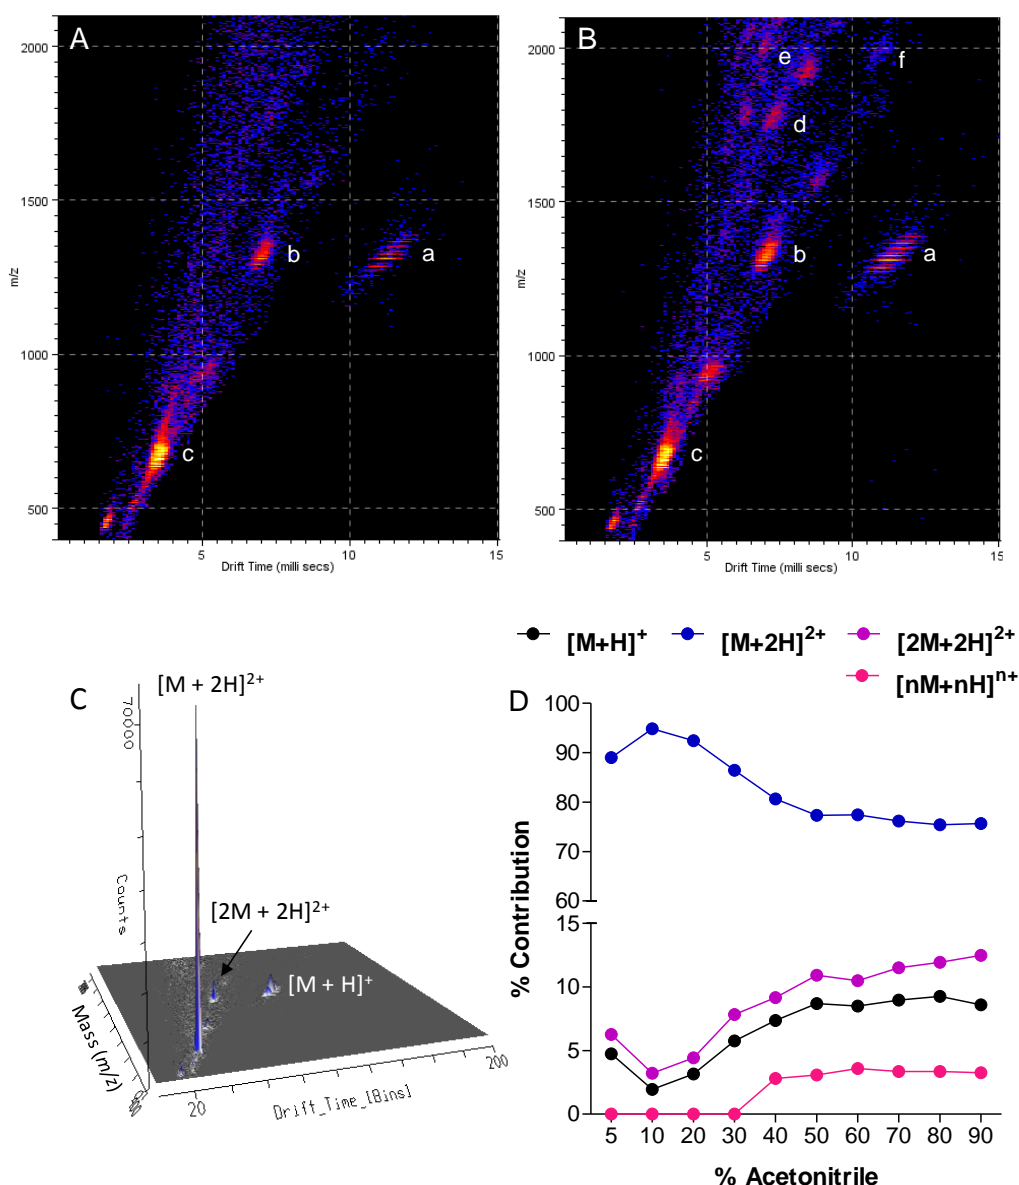 A
2000
1500
1000
500
m/z
b
a
c
5
10
15
Drift Time (milli secs)
B
2000
1500
1000
500
m/z
e
f
d
b
a
c
5
10
15
Drift Time (milli secs)
C
[M + 2H]2+
70000
Counts
[2M + 2H]2+
[M + H]+
Mass (m/z)
20
200
Drift_Time_[Bins]
[M+H]+
[M+2H]2+
[2M+2H]2+
[nM+nH]n+
D
100
90
80
70
60
15
10
5
0
% Contribution
5 10 20 30 40 50 60 70 80 90
% Acetonitrile